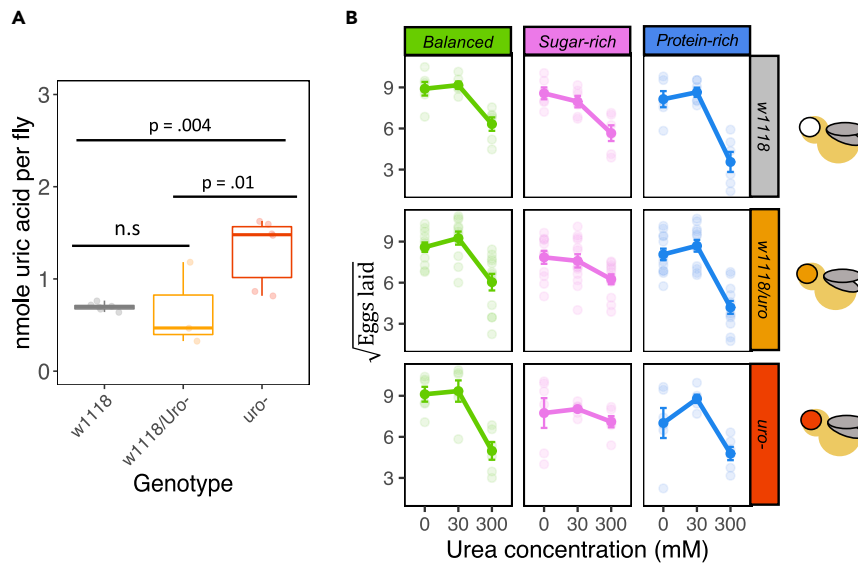 A
nmole uric acid per fly
3
2
1
0
p = .004
p = .01
n.s
w1118
w1118/Uro-
uro-
Genotype
B
Balanced
Sugar-rich
Protein-rich
√Eggs laid
9
6
3
w1118
9
6
3
w1118/uro
9
6
3
uro-
0 30 300
0 30 300
0 30 300
Urea concentration (mM)